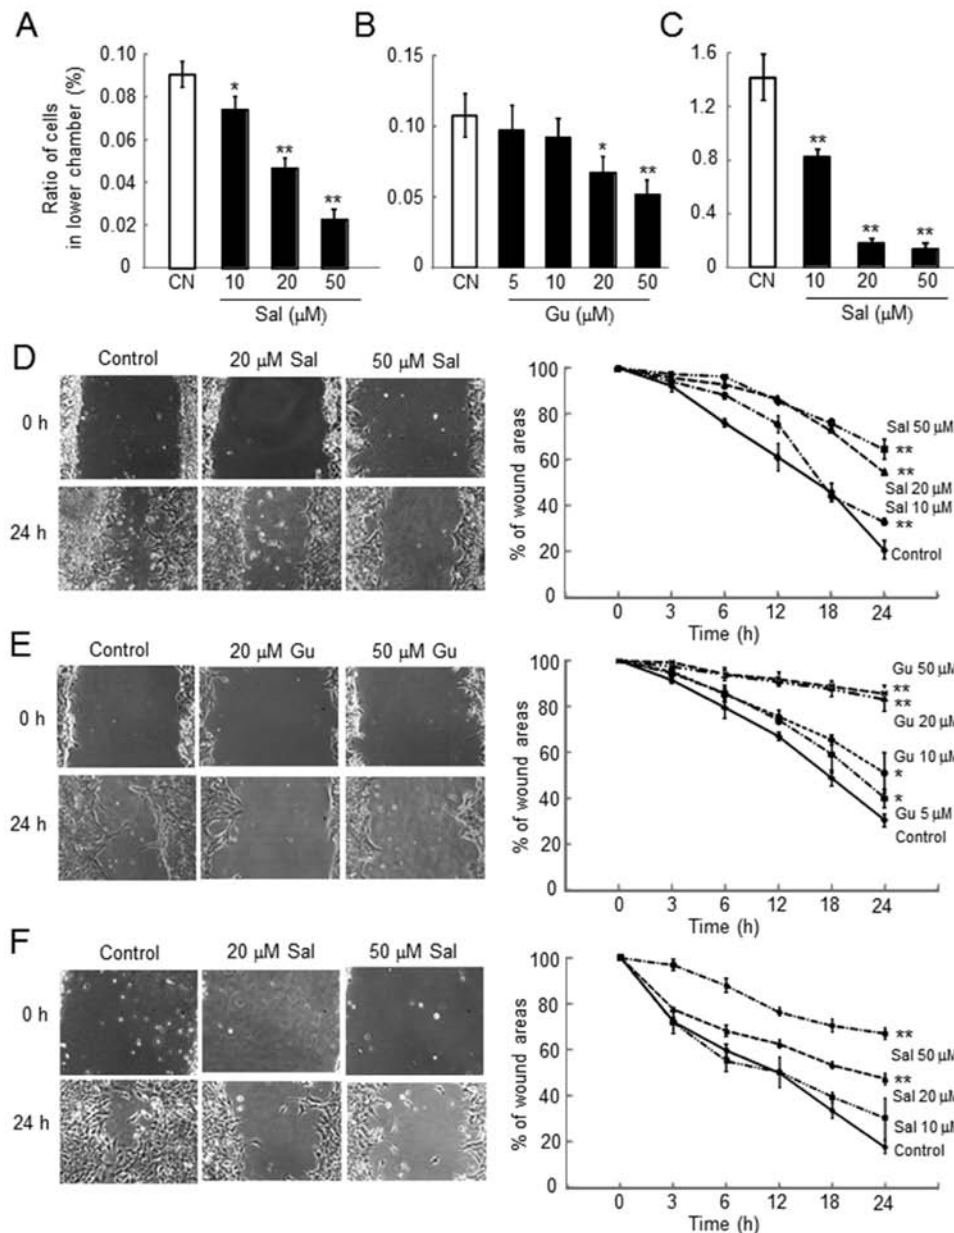 A
B
C
Ratio of cells
in lower chamber (%)
0.10
0.08
0.06
0.04
0.02
0
*
**
**
CN
10
20
50
Sal (μM)
0.15
0.10
0.05
0
*
**
CN
5
10
20
50
Gu (μM)
1.6
1.2
0.8
0.4
0
**
**
**
CN
10
20
50
Sal (μM)
D
Control
20 μM Sal
50 μM Sal
0 h
24 h
% of wound areas
100
80
60
40
20
0
Sal 50 μM
**
**
Sal 20 μM
Sal 10 μM
**
Control
0
3
6
12
18
24
Time (h)
E
Control
20 μM Gu
50 μM Gu
0 h
24 h
% of wound areas
100
80
60
40
20
0
Gu 50 μM
**
**
Gu 20 μM
Gu 10 μM
*
*
Gu 5 μM
Control
0
3
6
12
18
24
Time (h)
F
Control
20 μM Sal
50 μM Sal
0 h
24 h
% of wound areas
100
80
60
40
20
0
**
Sal 50 μM
**
Sal 20 μM
Sal 10 μM
Control
0
3
6
12
18
24
Time (h)